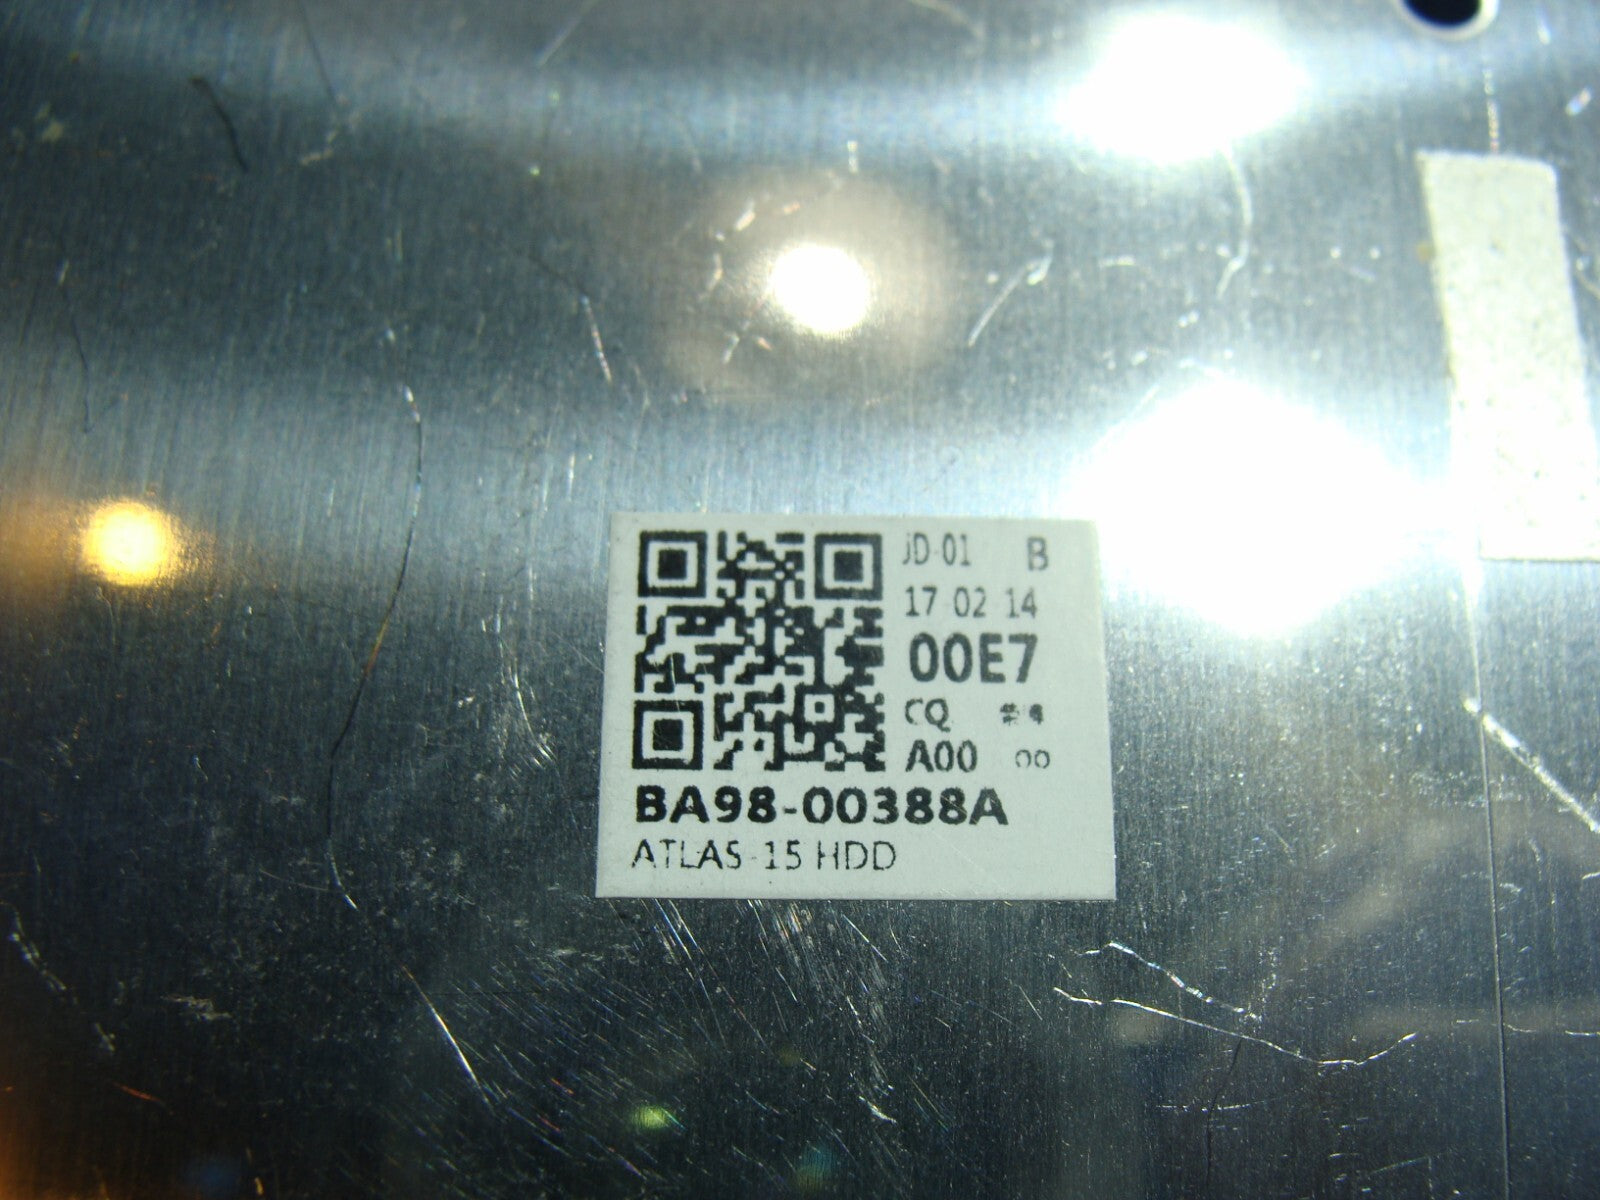 JD-01 B
17 02 14
00E7
CQ
A00 00
BA98-00388A
ATLAS-15 HDD